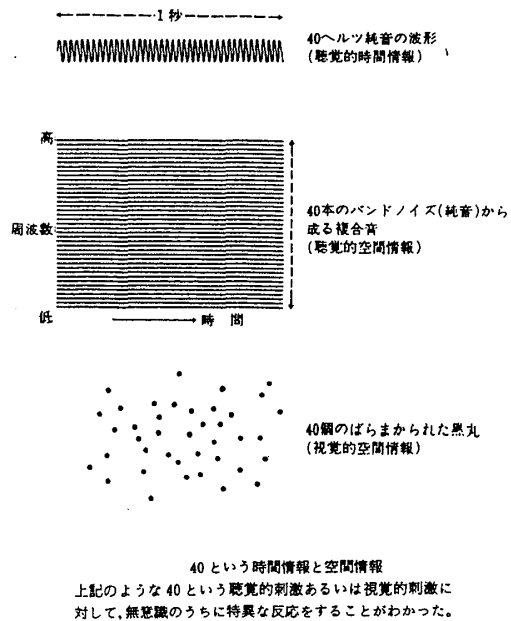 1秒
40ヘルツ純音の波形
(聴覚的時間情報)
高
周波数
低
時 間
40本のバンドノイズ(純音)から
成る複合音
(聴覚的空間情報)
40個のばらまかられた黒丸
(視覚的空間情報)
40 という時間情報と空間情報
上記のような 40 という聴覚的刺激あるいは視覚的刺激に
対して,無意識のうちに特異な反応をすることがわかった。